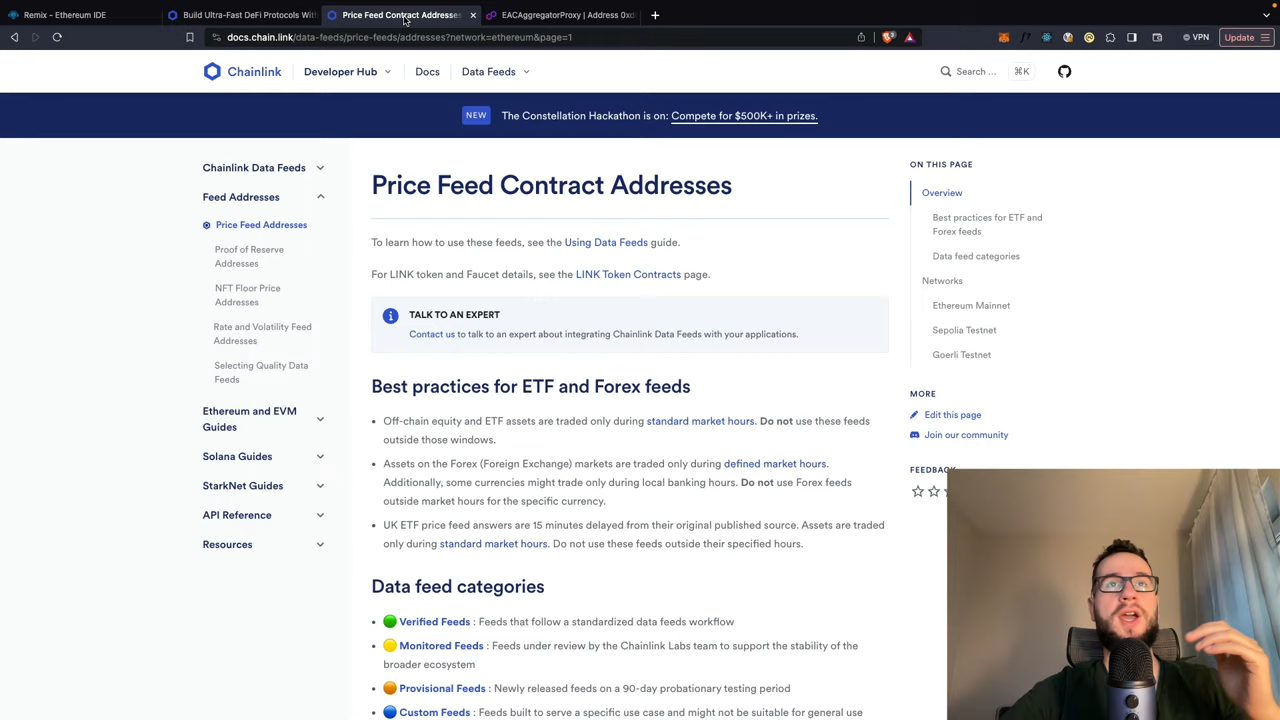 Remix - Ethereum IDE
Build Ultra-Fast DeFi Protocols With
Price Feed Contract Addresses
EACAggregatorProxy | Address 0xd
docs.chain.link/data-feeds/price-feeds/addresses?network=ethereum&page=1
VPN
Update
Chainlink
Developer Hub
Docs
Data Feeds
Search ...
⌘K
NEW
The Constellation Hackathon is on: Compete for $500K+ in prizes.
Chainlink Data Feeds
Feed Addresses
Price Feed Addresses
Proof of Reserve
Addresses
NFT Floor Price
Addresses
Rate and Volatility Feed
Addresses
Selecting Quality Data
Feeds
Ethereum and EVM
Guides
Solana Guides
StarkNet Guides
API Reference
Resources
Price Feed Contract Addresses
To learn how to use these feeds, see the Using Data Feeds guide.
For LINK token and Faucet details, see the LINK Token Contracts page.
TALK TO AN EXPERT
Contact us to talk to an expert about integrating Chainlink Data Feeds with your applications.
Best practices for ETF and Forex feeds
• Off-chain equity and ETF assets are traded only during standard market hours. Do not use these feeds
outside those windows.
• Assets on the Forex (Foreign Exchange) markets are traded only during defined market hours.
Additionally, some currencies might trade only during local banking hours. Do not use Forex feeds
outside market hours for the specific currency.
• UK ETF price feed answers are 15 minutes delayed from their original published source. Assets are traded
only during standard market hours. Do not use these feeds outside their specified hours.
Data feed categories
• 🟢 Verified Feeds : Feeds that follow a standardized data feeds workflow
• 🟡 Monitored Feeds : Feeds under review by the Chainlink Labs team to support the stability of the
broader ecosystem
• 🟠 Provisional Feeds : Newly released feeds on a 90-day probationary testing period
• 🔵 Custom Feeds : Feeds built to serve a specific use case and might not be suitable for general use
ON THIS PAGE
Overview
Best practices for ETF and
Forex feeds
Data feed categories
Networks
Ethereum Mainnet
Sepolia Testnet
Goerli Testnet
MORE
Edit this page
Join our community
FEEDBACK